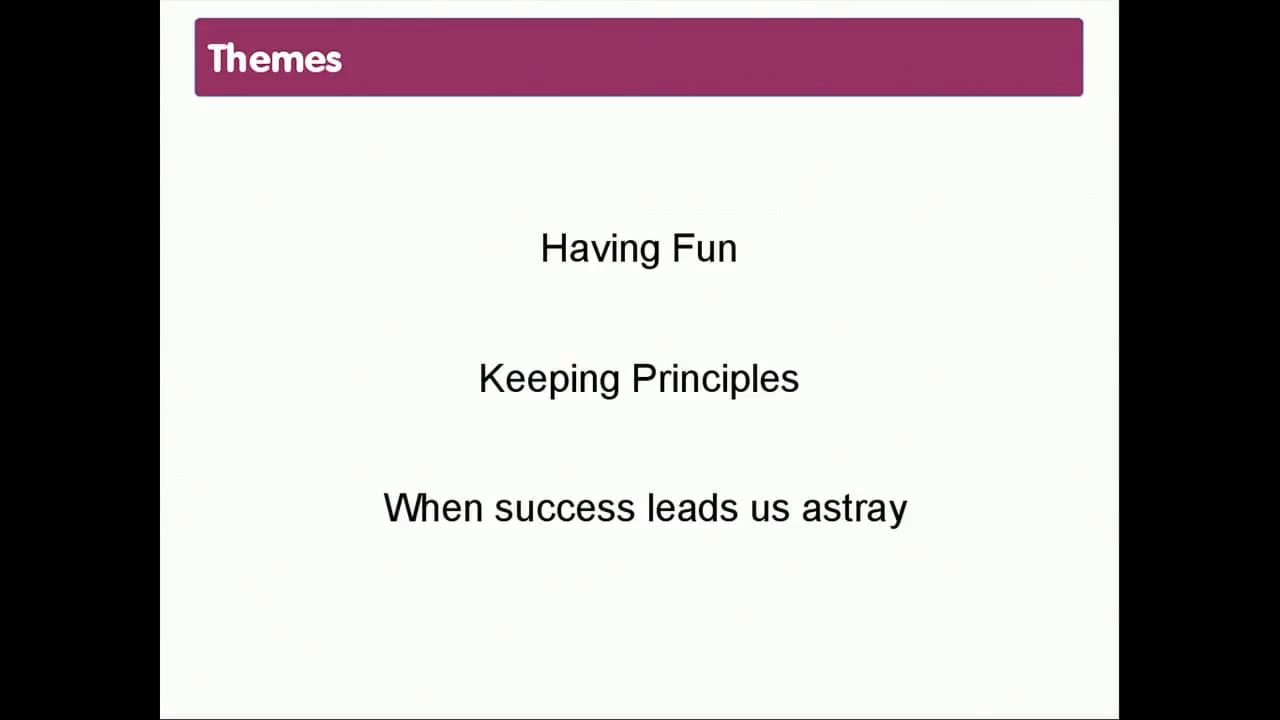 Themes
Having Fun
Keeping Principles
When success leads us astray